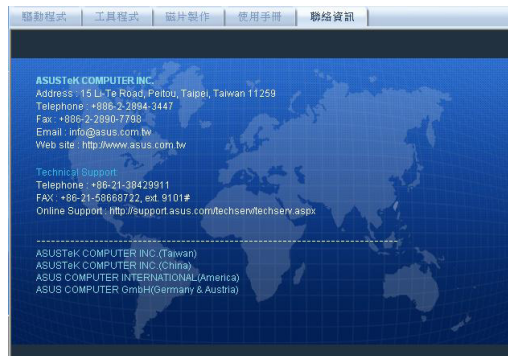 驅動程式 工具程式 磁片製作 使用手冊 聯絡資訊
ASUSTeK COMPUTER INC.
Address : 15 Li-Te Road, Peitou, Taipei, Taiwan 11259
Telephone : +886-2-2894-3447
Fax : +886-2-2890-7798
Email : info@asus.com.tw
Web site : http://www.asus.com.tw
Technical Support
Telephone : +86-21-38429911
FAX : +86-21-58668722, ext. 9101#
Online Support : http://support.asus.com/techserv/techserv.aspx
ASUSTeK COMPUTER INC.(Taiwan)
ASUSTeK COMPUTER INC.(China)
ASUS COMPUTER INTERNATIONAL(America)
ASUS COMPUTER GmbH(Germany & Austria)